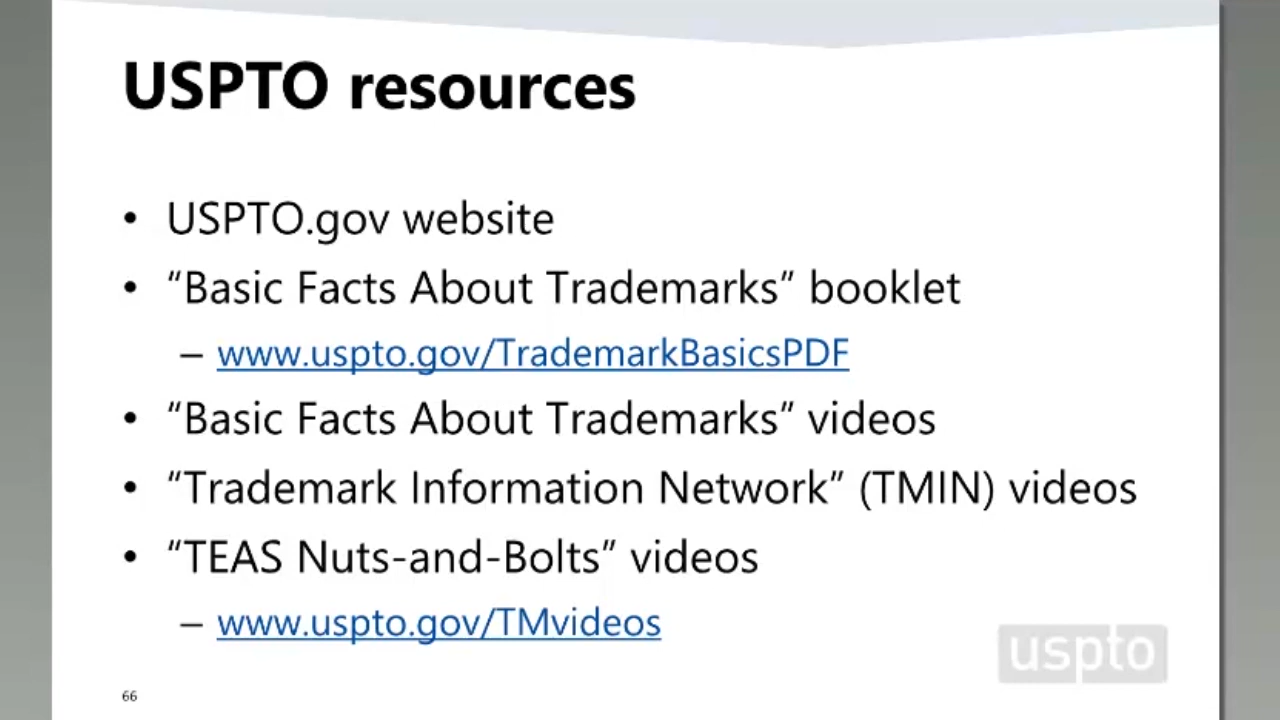 USPTO resources
• USPTO.gov website
• “Basic Facts About Trademarks” booklet
– www.uspto.gov/TrademarkBasicsPDF
• “Basic Facts About Trademarks” videos
• “Trademark Information Network” (TMIN) videos
• “TEAS Nuts-and-Bolts” videos
– www.uspto.gov/TMvideos
uspto
66